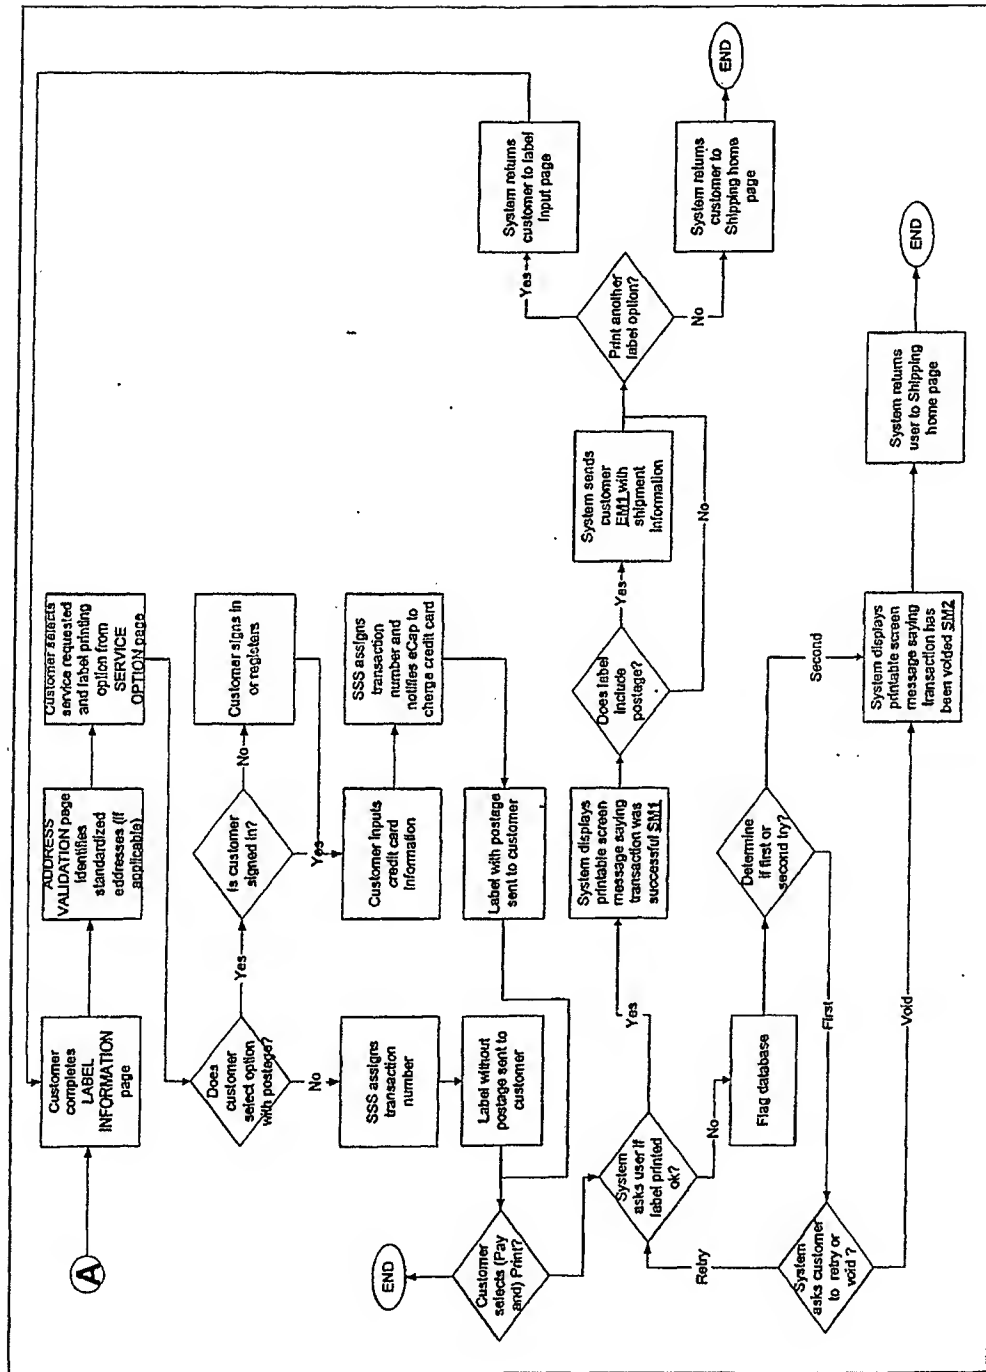 A
Customer
completes
LABEL
INFORMATION
page
ADDRESS
VALIDATION page
identifies
standardized
addresses (if
applicable)
Customer selects
service requested
and label printing
option from
SERVICE
OPTION page
Does
customer
select option
with postage?
Yes
No
Is customer
signed in?
No
Yes
Customer signs in
or registers
SSS assigns
transaction
number
Customer Inputs
credit card
Information
SSS assigns
transaction
number and
notifies eCap to
charge credit card
Label without
postage sent to
customer
Label with postage
sent to customer
END
Customer
selects (Pay
and) Print?
System
asks user if
label printed
ok?
Yes
No
System displays
printable screen
message saying
transaction was
successful SM1
Does label
Include
postage?
Yes
No
System sends
customer
EM1 with
shipment
Information
Print another
label option?
Yes
No
System returns
customer to label
Input page
System returns
customer to
Shipping home
page
END
Flag database
Determine
if first or
second try?
Second
First
System
asks customer
to retry or
void ?
Retry
Void
System displays
printable screen
message saying
transaction has
been voided SM2
System returns
user to Shipping
home page
END